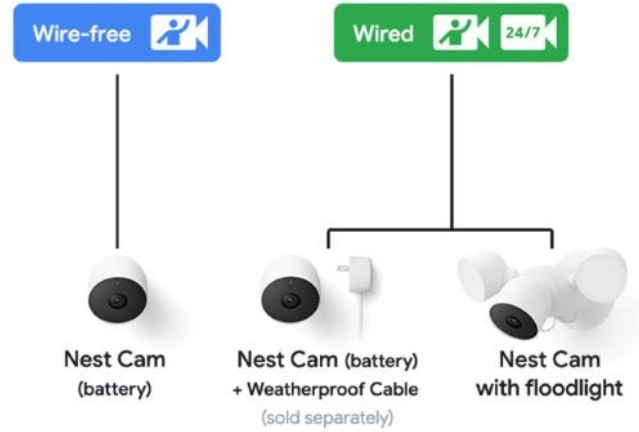 Wire-free
Wired 24/7
Nest Cam
(battery)
Nest Cam (battery)
+ Weatherproof Cable
(sold separately)
Nest Cam
with floodlight